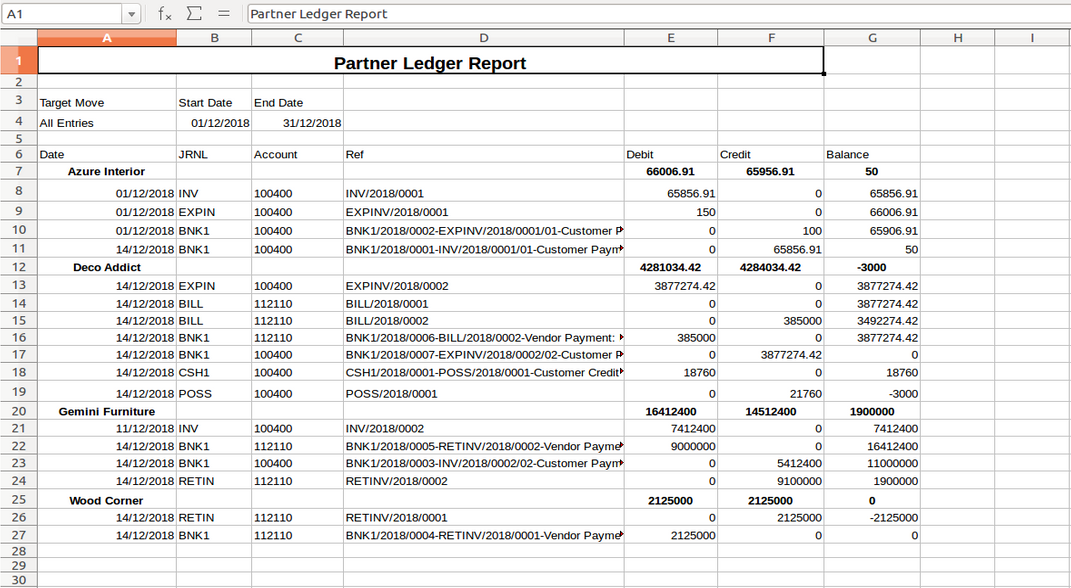 A1 Partner Ledger Report
A B C D E F G H I
1 Partner Ledger Report
2
3 Target Move Start Date End Date
4 All Entries 01/12/2018 31/12/2018
5
6 Date JRNL Account Ref Debit Credit Balance
7 Azure Interior 66006.91 65956.91 50
8 01/12/2018 INV 100400 INV/2018/0001 65856.91 0 65856.91
9 01/12/2018 EXPIN 100400 EXPINV/2018/0001 150 0 66006.91
10 01/12/2018 BNK1 100400 BNK1/2018/0002-EXPINV/2018/0001/01-Customer P 0 100 65906.91
11 14/12/2018 BNK1 100400 BNK1/2018/0001-INV/2018/0001/01-Customer Paym 0 65856.91 50
12 Deco Addict 4281034.42 4284034.42 -3000
13 14/12/2018 EXPIN 100400 EXPINV/2018/0002 3877274.42 0 3877274.42
14 14/12/2018 BILL 112110 BILL/2018/0001 0 0 3877274.42
15 14/12/2018 BILL 112110 BILL/2018/0002 0 385000 3492274.42
16 14/12/2018 BNK1 112110 BNK1/2018/0006-BILL/2018/0002-Vendor Payment: 385000 0 3877274.42
17 14/12/2018 BNK1 100400 BNK1/2018/0007-EXPINV/2018/0002/02-Customer P 0 3877274.42 0
18 14/12/2018 CSH1 100400 CSH1/2018/0001-POSS/2018/0001-Customer Credit 18760 0 18760
19 14/12/2018 POSS 100400 POSS/2018/0001 0 21760 -3000
20 Gemini Furniture 16412400 14512400 1900000
21 11/12/2018 INV 100400 INV/2018/0002 7412400 0 7412400
22 14/12/2018 BNK1 112110 BNK1/2018/0005-RETINV/2018/0002-Vendor Payme 9000000 0 16412400
23 14/12/2018 BNK1 100400 BNK1/2018/0003-INV/2018/0002/02-Customer Paym 0 5412400 11000000
24 14/12/2018 RETIN 112110 RETINV/2018/0002 0 9100000 1900000
25 Wood Corner 2125000 2125000 0
26 14/12/2018 RETIN 112110 RETINV/2018/0001 0 2125000 -2125000
27 14/12/2018 BNK1 112110 BNK1/2018/0004-RETINV/2018/0001-Vendor Payme 2125000 0 0
28
29
30